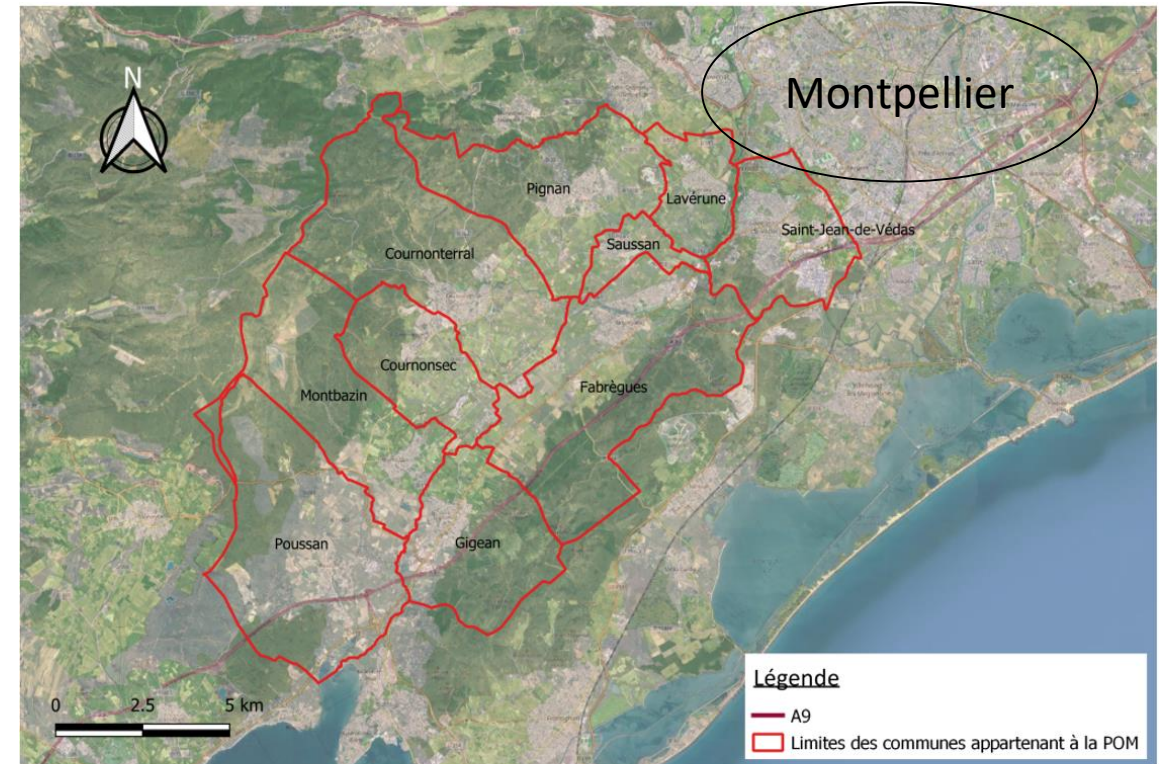 Montpellier
N
Pignan
Lavérune
Saint-Jean-de-Védas
Saussan
Cournonterral
Cournonsec
Fabrègues
Montbazin
Poussan
Gigean
0 2.5 5 km
Légende
A9
Limites des communes appartenant à la POM